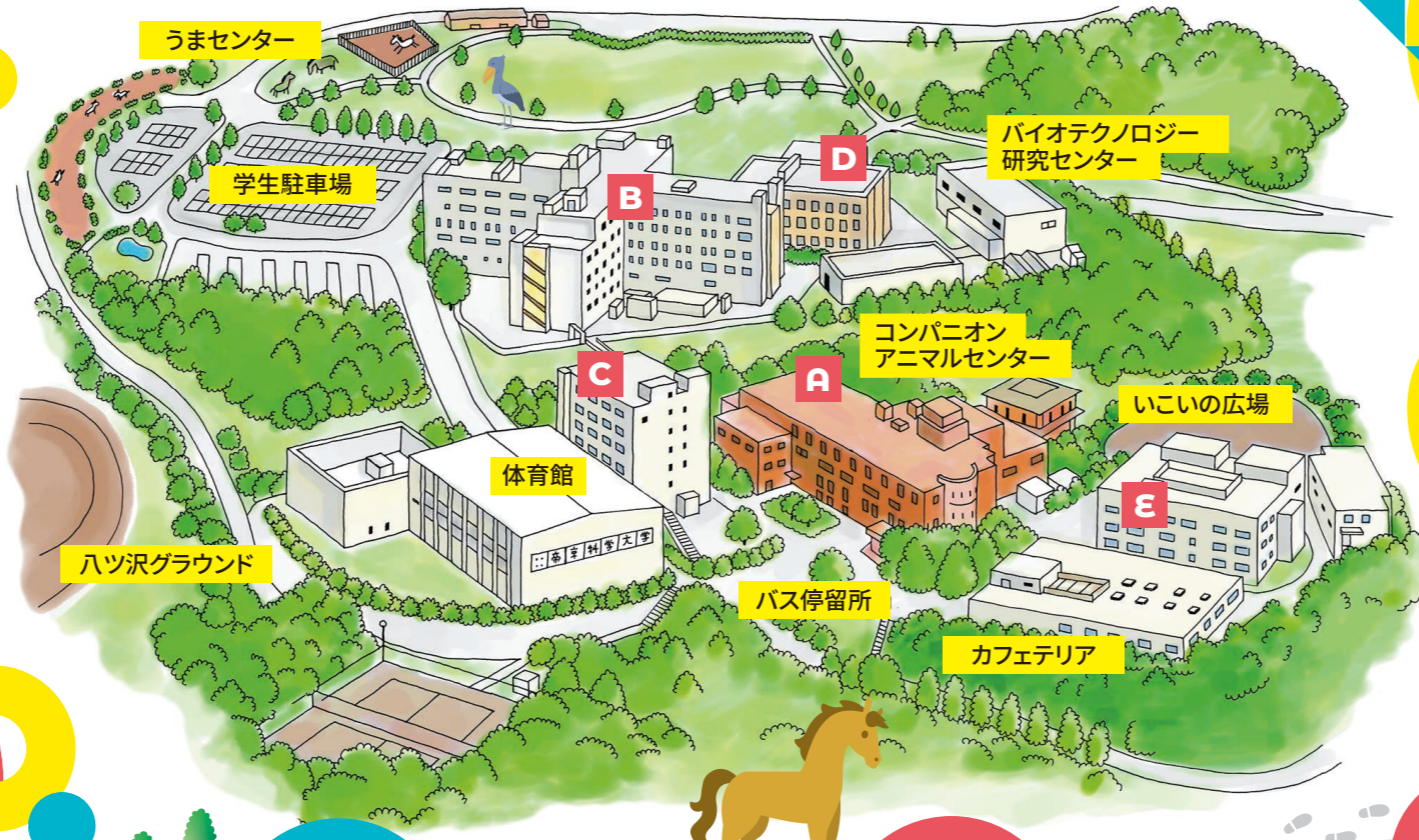 うまセンター
学生駐車場
バイオテクノロジー
研究センター
D
B
コンパニオン
アニマルセンター
C
A
いこいの広場
体育館
E
帝京科学大学
八ツ沢グラウンド
バス停留所
カフェテリア